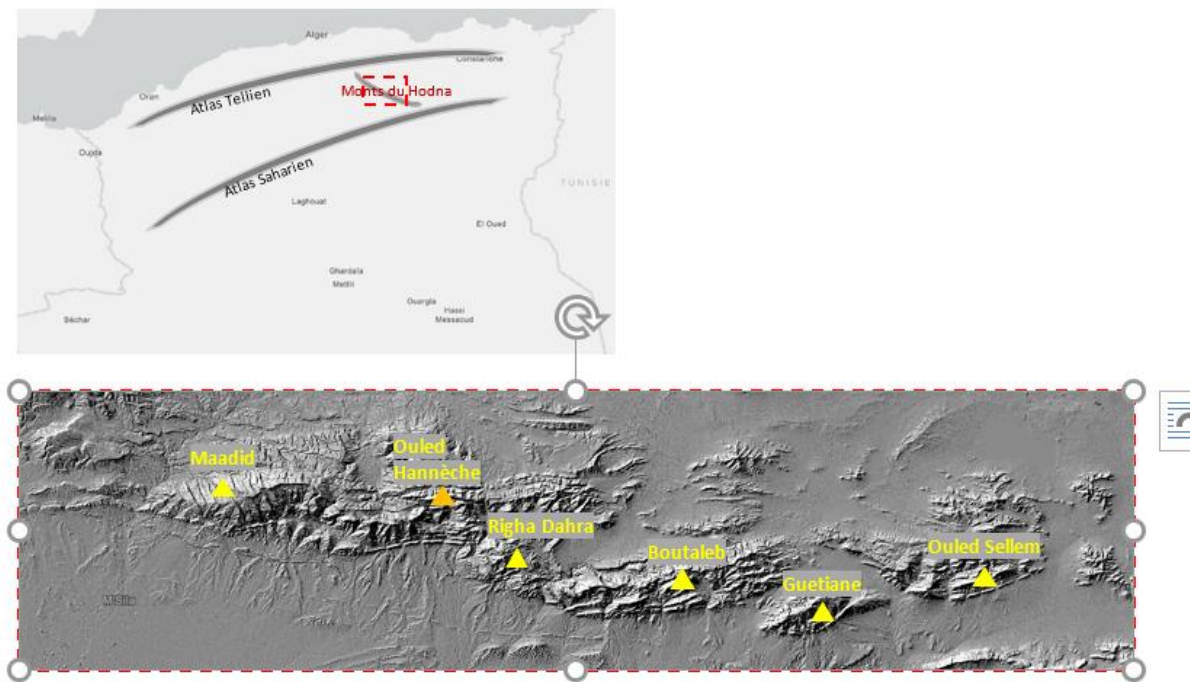 Alger
Constantine
Oran
Monts du Hodna
Atlas Tellien
Melilla
Oujda
TUNISIE
Atlas Saharien
Laghouat
El Oued
Ghardaïa
Metlili
Ouargla
Hassi
Messaoud
Béchar
Ouled
Maadid
Hannèche
Righa Dahra
Boutaleb
Ouled Sellem
Guetiane
M'Sila